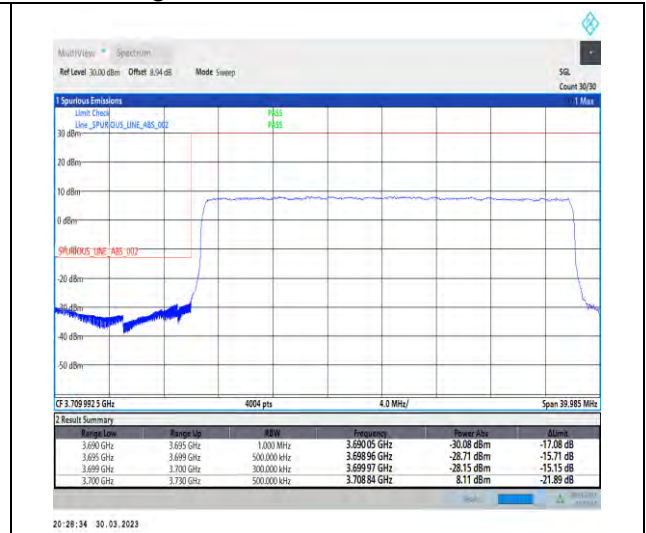 MultiView Spectrum
Ref Level 30.00 dBm Offset 8.94 dB Mode Sweep SGL
Count 30/30
1 Spurious Emissions 1 Max
Limit Check PASS
Line _SPURIOUS_LINE_ABS_002 PASS
30 dBm
20 dBm
10 dBm
0 dBm
SPURIOUS_LINE_ABS_002
-20 dBm
-30 dBm
-40 dBm
-50 dBm
CF 3.709 992 5 GHz 4004 pts 4.0 MHz/ Span 39.985 MHz
2 Result Summary
Range Low Range Up RBW Frequency Power Abs ΔLimit
3.690 GHz 3.695 GHz 1.000 MHz 3.690 05 GHz -30.08 dBm -17.08 dB
3.695 GHz 3.699 GHz 500.000 kHz 3.698 96 GHz -28.71 dBm -15.71 dB
3.699 GHz 3.700 GHz 300.000 kHz 3.699 97 GHz -28.15 dBm -15.15 dB
3.700 GHz 3.730 GHz 500.000 kHz 3.708 84 GHz 8.11 dBm -21.89 dB
20:28:34 30.03.2023